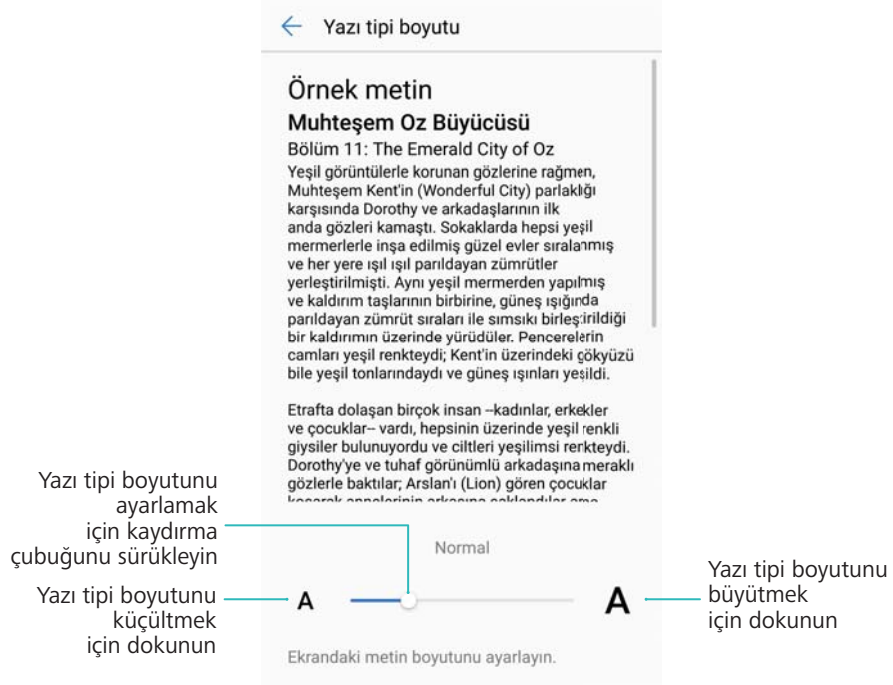 Yazı tipi boyutu
Örnek metin
Muhteşem Oz Büyücüsü
Bölüm 11: The Emerald City of Oz
Yeşil görüntülerle korunan gözlerine rağmen,
Muhteşem Kent'in (Wonderful City) parlaklığı
karşısında Dorothy ve arkadaşlarının ilk
anda gözleri kamaştı. Sokaklarda hepsi yeşil
mermerlerle inşa edilmiş güzel evler sıralanmış
ve her yere ışıl ışıl parıldayan zümrütler
yerleştirilmişti. Aynı yeşil mermerden yapılmış
ve kaldırım taşlarının birbirine, güneş ışığında
parıldayan zümrüt sıraları ile sımsıkı birleştirildiği
bir kaldırımın üzerinde yürüdüler. Pencerelerin
camları yeşil renkteydi; Kent'in üzerindeki gökyüzü
bile yeşil tonlarındaydı ve güneş ışınları yeşildi.
Etrafta dolaşan birçok insan --kadınlar, erkekler
ve çocuklar-- vardı, hepsinin üzerinde yeşil renkli
giysiler bulunuyordu ve ciltleri yeşilimsi renkteydi.
Dorothy'ye ve tuhaf görünümlü arkadaşına meraklı
gözlerle baktılar; Arslan'ı (Lion) gören çocuklar
koşarak annelerinin arkasına saklandılar ama
Yazı tipi boyutunu
ayarlamak
için kaydırma
çubuğunu sürükleyin
Normal
Yazı tipi boyutunu
küçültmek
için dokunun
A
A
Yazı tipi boyutunu
büyütmek
için dokunun
Ekrandaki metin boyutunu ayarlayın.